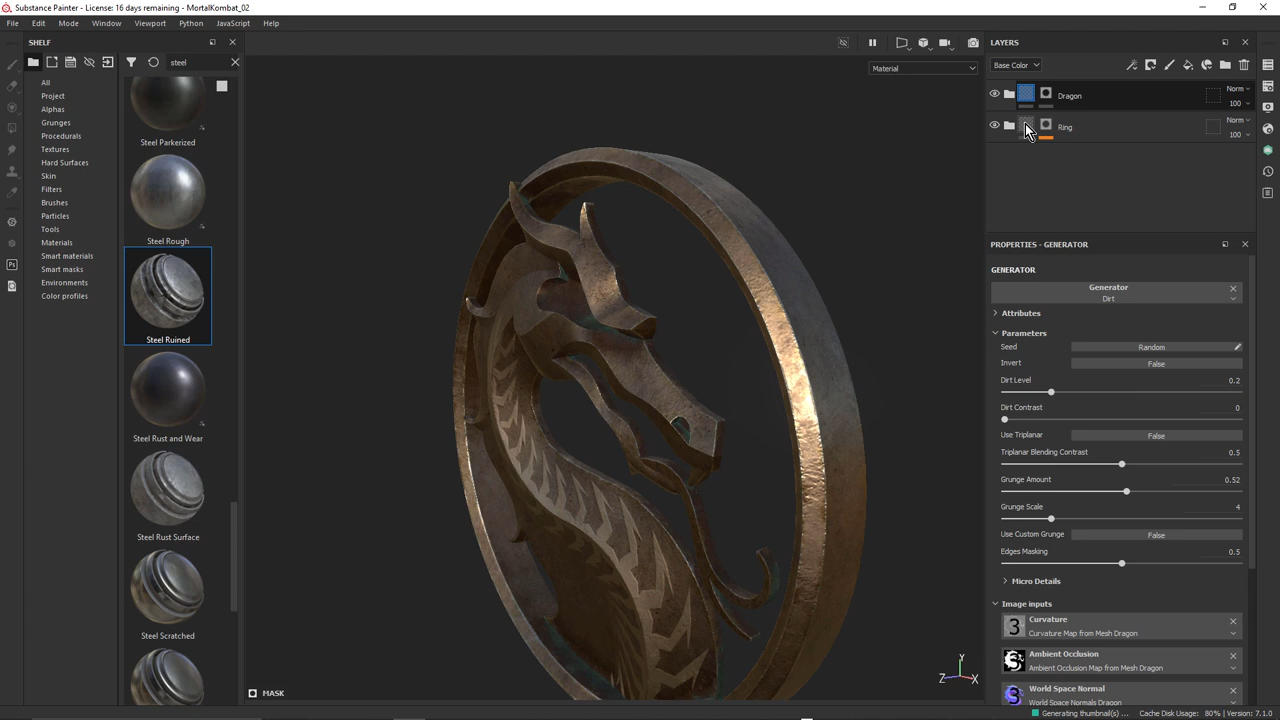 Substance Painter - License: 16 days remaining - MortalKombat_02
File Edit Mode Window Viewport Python JavaScript Help
SHELF
steel
All
Project
Alphas
Grunges
Procedurals
Textures
Hard Surfaces
Skin
Filters
Brushes
Particles
Tools
Materials
Smart materials
Smart masks
Environments
Color profiles
Steel Parkerized
Steel Rough
Steel Ruined
Steel Rust and Wear
Steel Rust Surface
Steel Scratched
Ps
Material
MASK
Y
Z X
LAYERS
Base Color
Dragon Norm
100
Ring Norm
100
PROPERTIES - GENERATOR
GENERATOR
Generator
Dirt
Attributes
Parameters
Seed Random
Invert False
Dirt Level 0.2
Dirt Contrast 0
Use Triplanar False
Triplanar Blending Contrast 0.5
Grunge Amount 0.52
Grunge Scale 4
Use Custom Grunge False
Edges Masking 0.5
Micro Details
Image inputs
Curvature
Curvature Map from Mesh Dragon
Ambient Occlusion
Ambient Occlusion Map from Mesh Dragon
World Space Normal
World Space Normals Dragon
Generating thumbnail(s) ... Cache Disk Usage: 80% | Version: 7.1.0